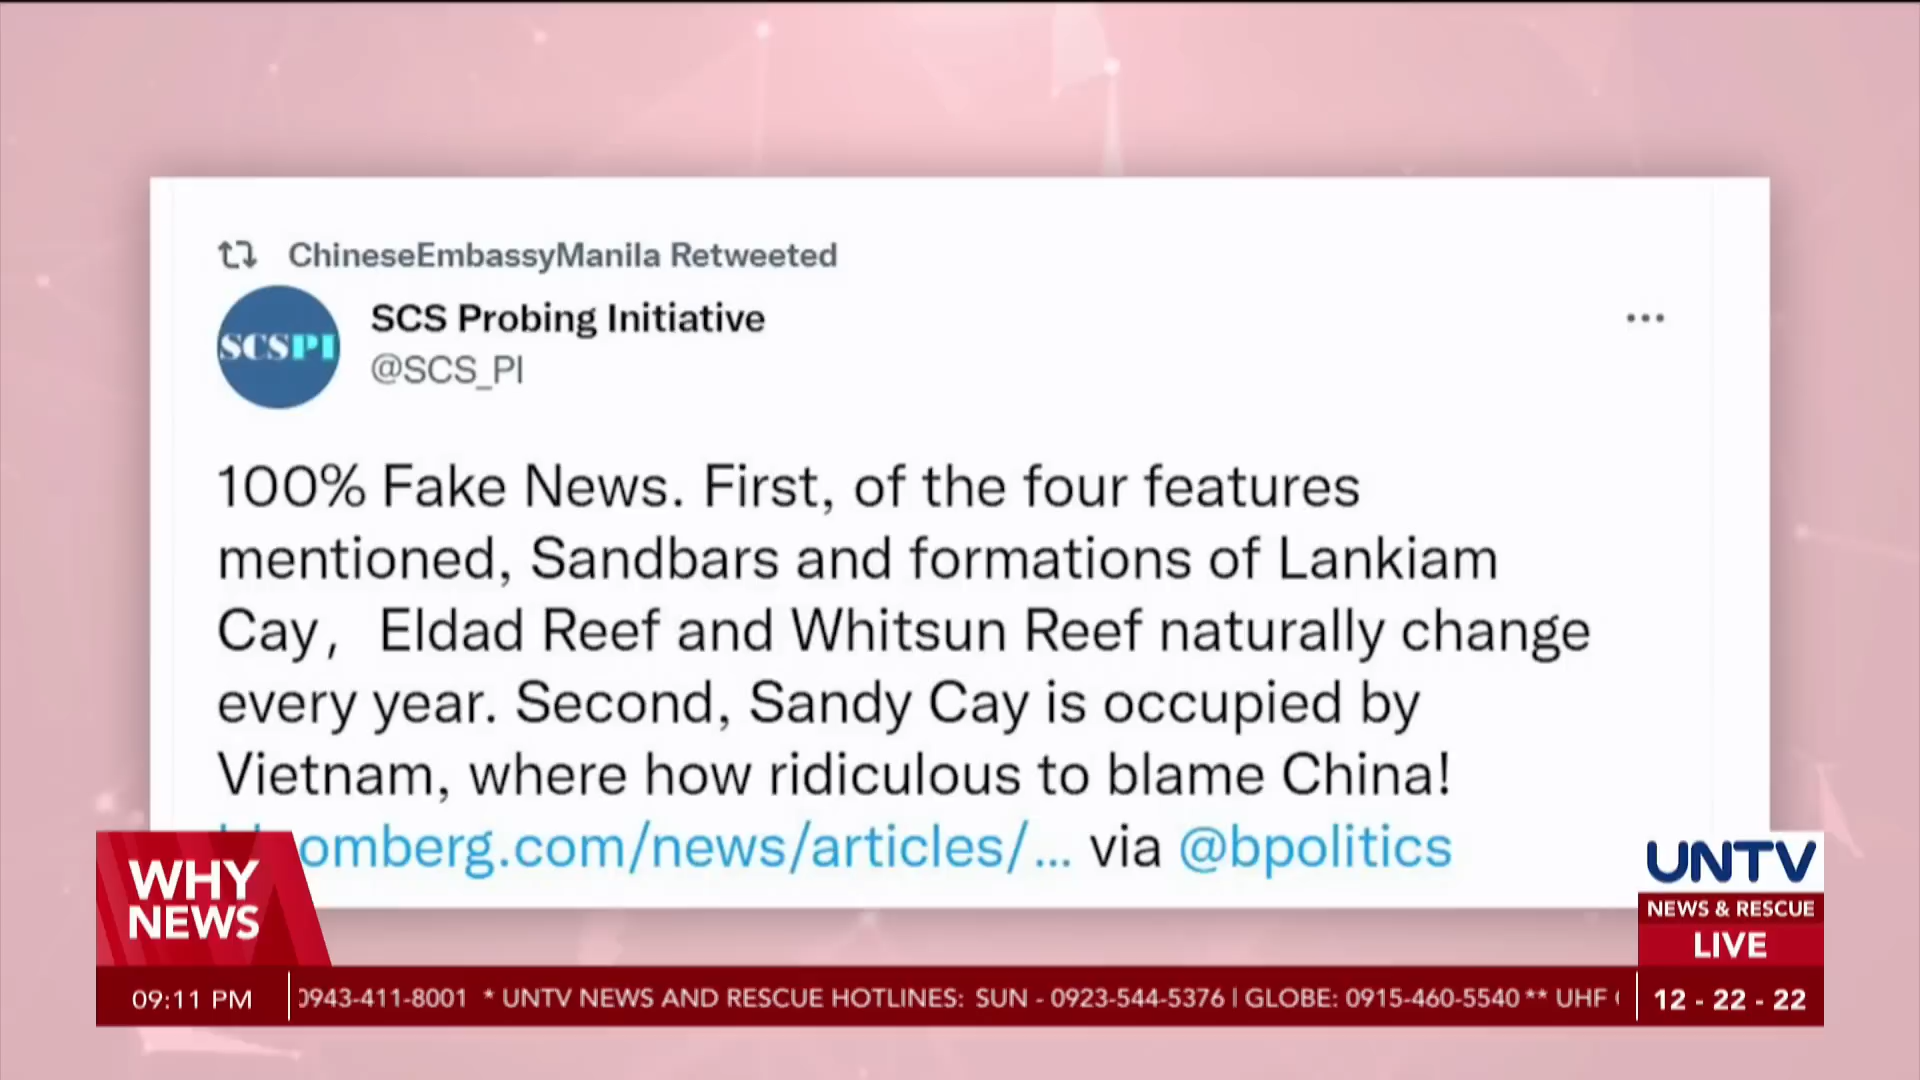 ChineseEmbassyManila Retweeted
SCSPI
SCS Probing Initiative
@SCS_PI
100% Fake News. First, of the four features
mentioned, Sandbars and formations of Lankiam
Cay, Eldad Reef and Whitsun Reef naturally change
every year. Second, Sandy Cay is occupied by
Vietnam, where how ridiculous to blame China!
omberg.com/news/articles/... via @bpolitics
WHY
NEWS
UNTV
NEWS & RESCUE
LIVE
09:11 PM
0943-411-8001 * UNTV NEWS AND RESCUE HOTLINES: SUN - 0923-544-5376 | GLOBE: 0915-460-5540 ** UHF
12 - 22 - 22